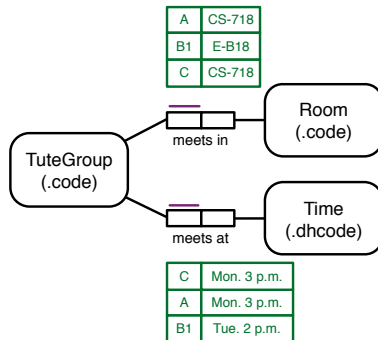 A CS-718
B1 E-B18
C CS-718
Room
(.code)
meets in
TuteGroup
(.code)
Time
(.dhcode)
meets at
C Mon. 3 p.m.
A Mon. 3 p.m.
B1 Tue. 2 p.m.